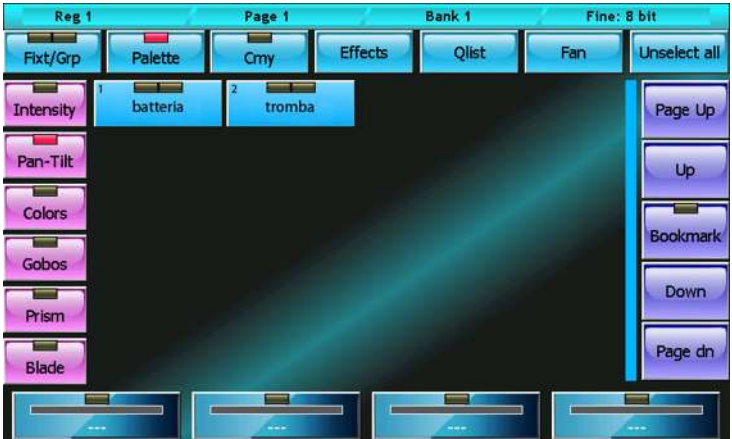 Reg 1 Page 1 Bank 1 Fine: 8 bit
Fixt/Grp Palette Cmy Effects Qlist Fan Unselect all
Intensity 1 batteria 2 tromba Page Up
Pan-Tilt Up
Colors Bookmark
Gobos
Prism Down
Blade Page dn
--- --- --- ---